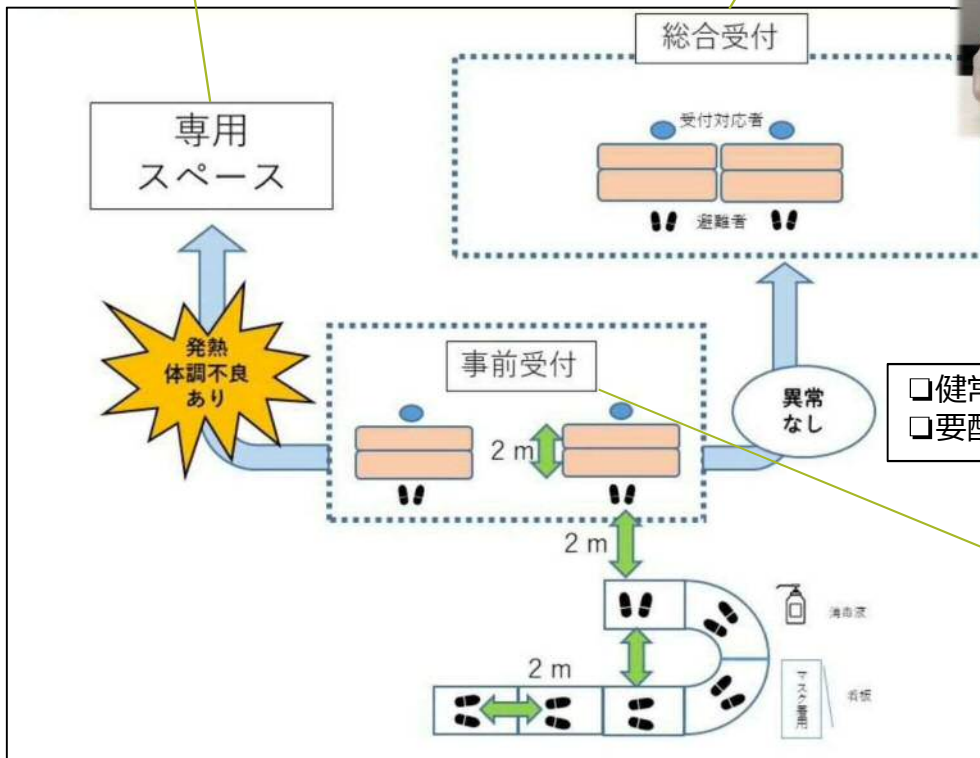 総合受付
専用
スペース
受付対応者
避難者
発熱
体調不良
あり
事前受付
異常
なし
□健常
□要配
2 m
2 m
2 m
消毒液
マスク着用
看板